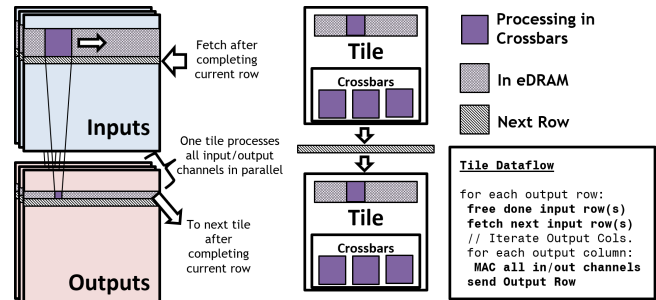 Fetch after
completing
current row
Inputs
One tile processes
all input/output
channels in parallel
To next tile
after
completing
current row
Outputs
Tile
Crossbars
Tile
Crossbars
Processing in
Crossbars
In eDRAM
Next Row
Tile Dataflow
for each output row:
free done input row(s)
fetch next input row(s)
// Iterate Output Cols.
for each output column:
MAC all in/out channels
send Output Row